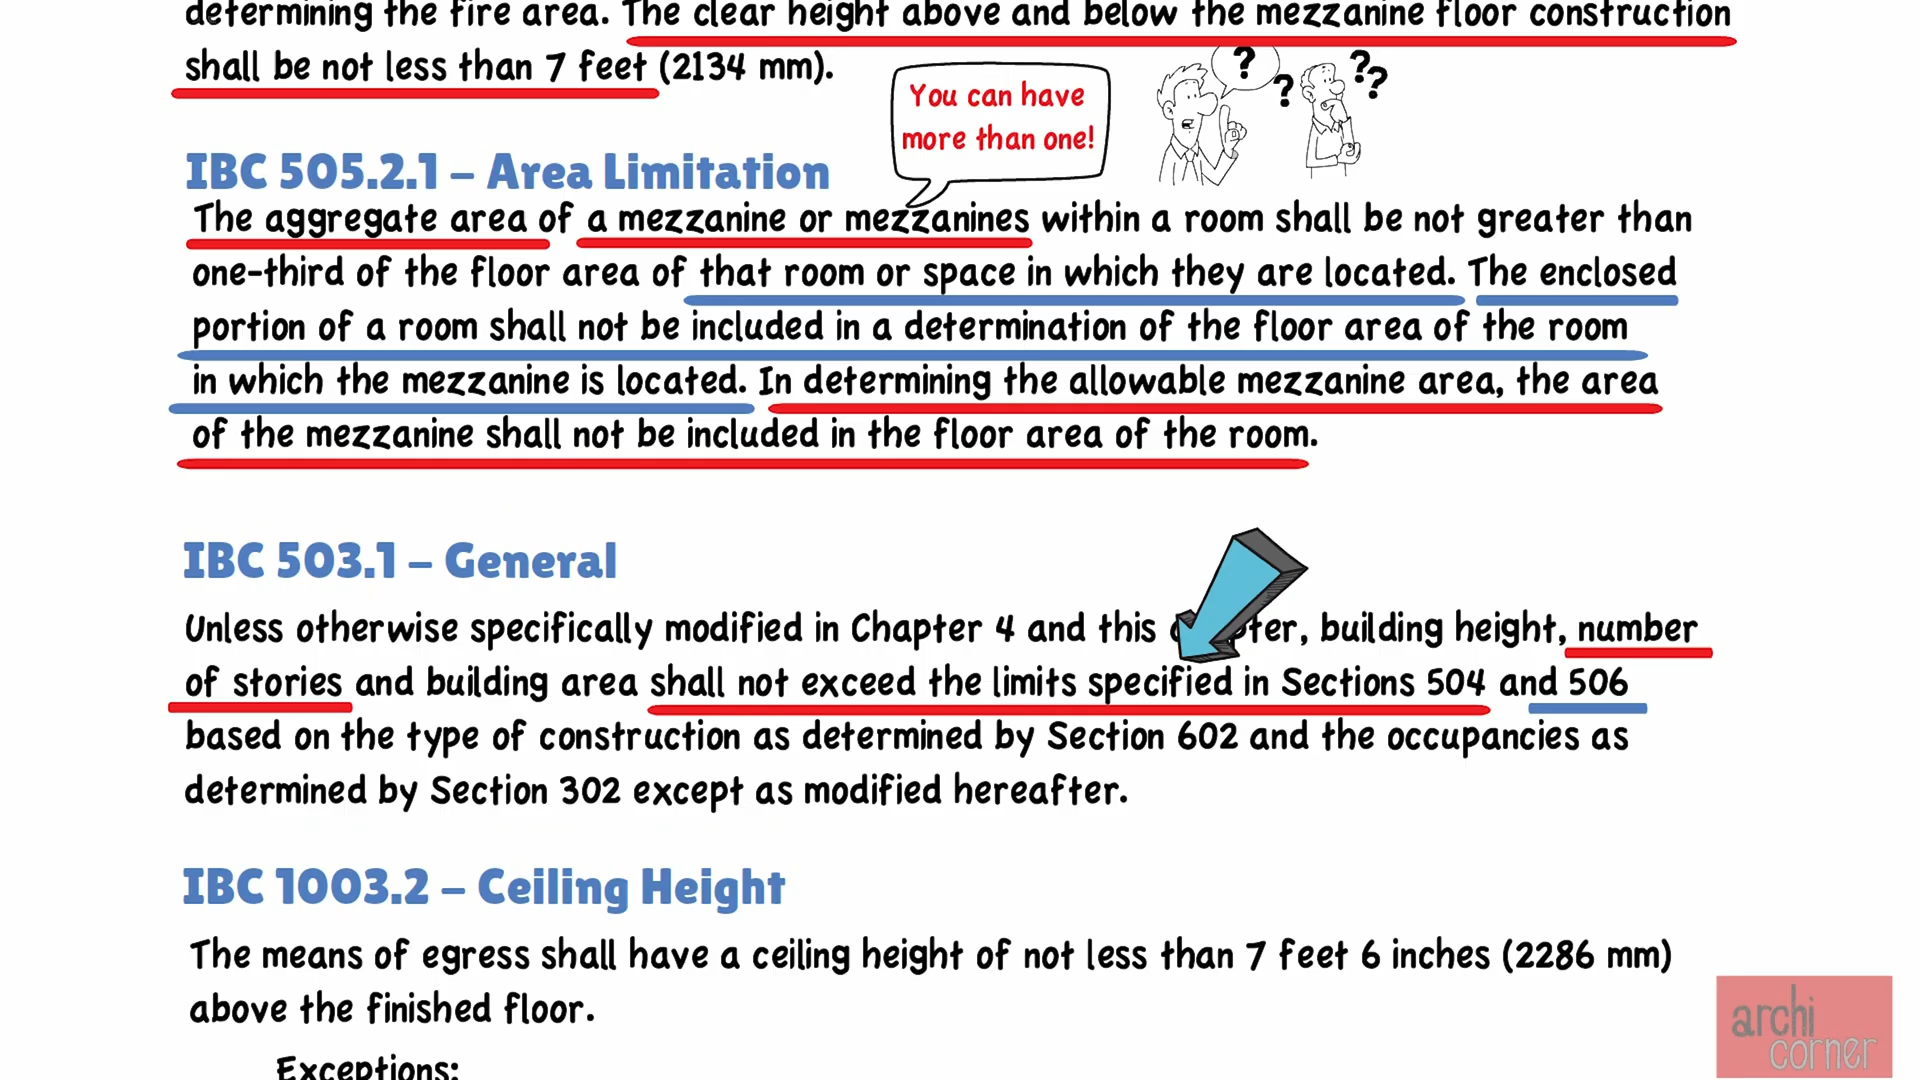 determining the fire area. The clear height above and below the mezzanine floor construction
shall be not less than 7 feet (2134 mm).
You can have
more than one!
?
?
??
IBC 505.2.1 – Area Limitation
The aggregate area of a mezzanine or mezzanines within a room shall be not greater than
one-third of the floor area of that room or space in which they are located. The enclosed
portion of a room shall not be included in a determination of the floor area of the room
in which the mezzanine is located. In determining the allowable mezzanine area, the area
of the mezzanine shall not be included in the floor area of the room.
IBC 503.1 – General
Unless otherwise specifically modified in Chapter 4 and this chapter, building height, number
of stories and building area shall not exceed the limits specified in Sections 504 and 506
based on the type of construction as determined by Section 602 and the occupancies as
determined by Section 302 except as modified hereafter.
IBC 1003.2 – Ceiling Height
The means of egress shall have a ceiling height of not less than 7 feet 6 inches (2286 mm)
above the finished floor.
Exceptions:
archi
corner